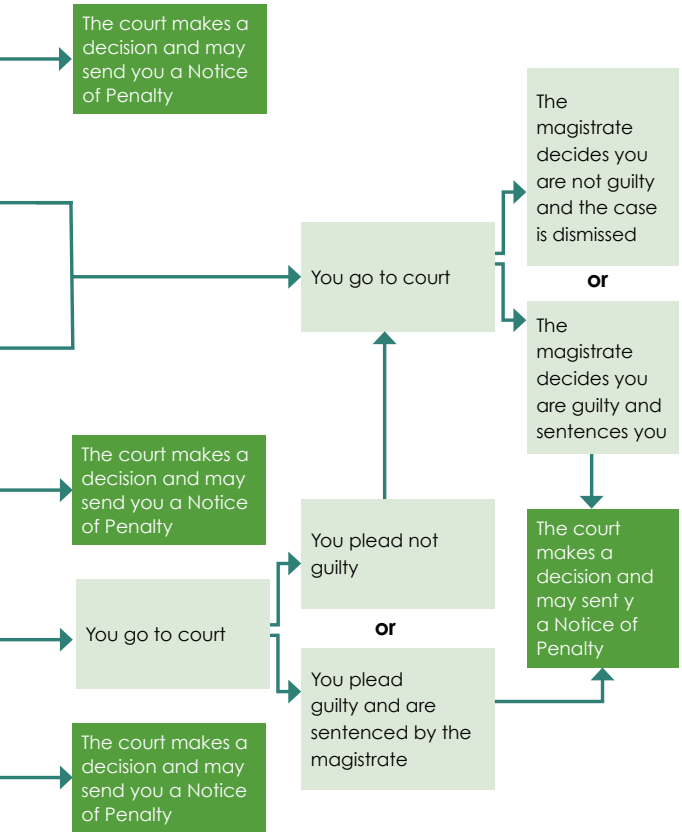 The court makes a
decision and may
send you a Notice
of Penalty
The
magistrate
decides you
are not guilty
and the case
is dismissed
You go to court
or
The
magistrate
decides you
are guilty and
sentences you
The court makes a
decision and may
send you a Notice
of Penalty
You plead not
guilty
The court
makes a
decision and
may sent y
a Notice of
Penalty
You go to court
or
You plead
guilty and are
sentenced by the
magistrate
The court makes a
decision and may
send you a Notice
of Penalty